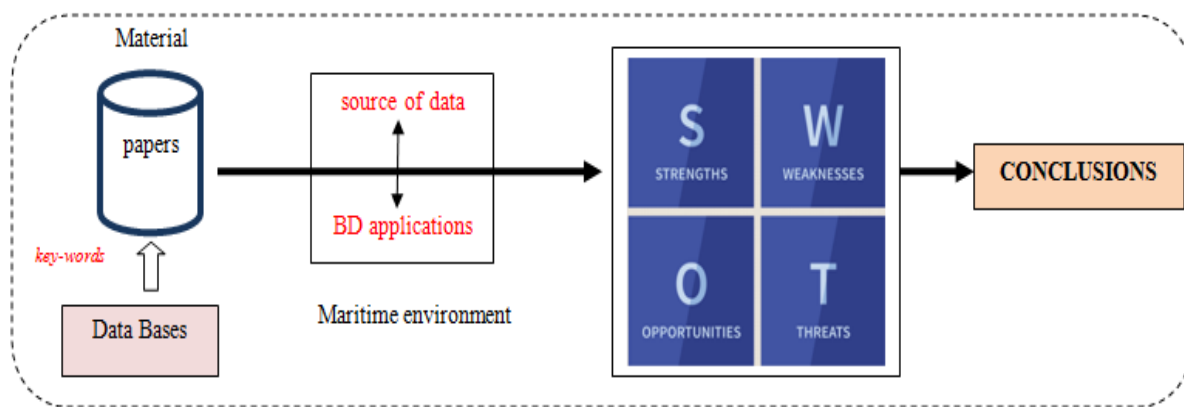 Material
papers
key-words
Data Bases
source of data
BD applications
Maritime environment
S
STRENGTHS
W
WEAKNESSES
O
OPPORTUNITIES
T
THREATS
CONCLUSIONS